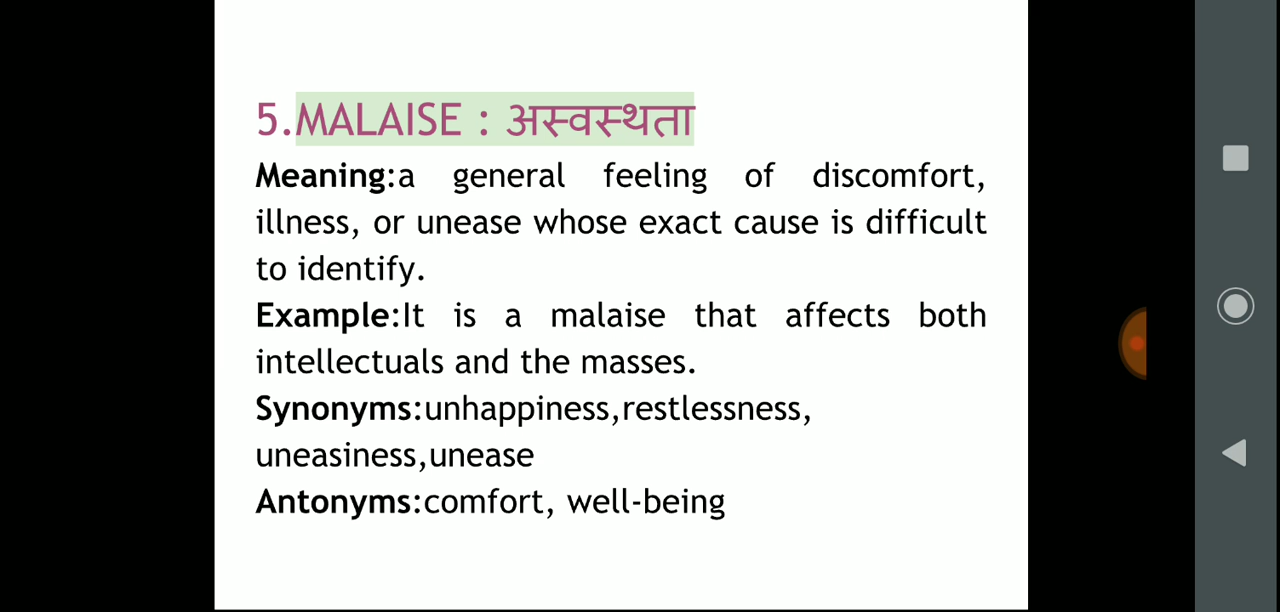 5.MALAISE : अस्वस्थता
Meaning:a general feeling of discomfort,
illness, or unease whose exact cause is difficult
to identify.
Example:It is a malaise that affects both
intellectuals and the masses.
Synonyms:unhappiness,restlessness,
uneasiness,unease
Antonyms:comfort, well-being